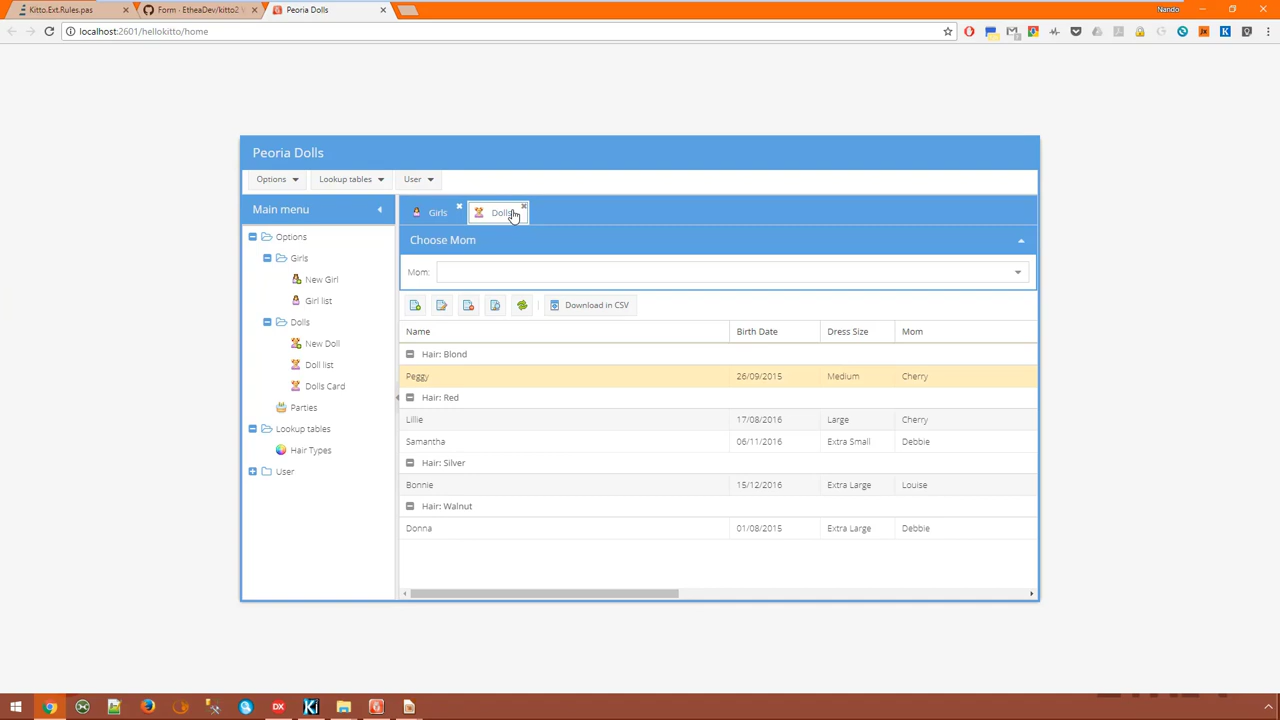 Kitto.Ext.Rules.pas
Form · EtheaDev/kitto2
Peoria Dolls
Nando
localhost:2601/hellokitto/home
Peoria Dolls
Options
Lookup tables
User
Main menu
Girls
Dolls
Options
Girls
New Girl
Girl list
Dolls
New Doll
Doll list
Dolls Card
Parties
Lookup tables
Hair Types
User
Choose Mom
Mom:
Download in CSV
Name Birth Date Dress Size Mom
Hair: Blond
Peggy 26/09/2015 Medium Cherry
Hair: Red
Lillie 17/08/2016 Large Cherry
Samantha 06/11/2016 Extra Small Debbie
Hair: Silver
Bonnie 15/12/2016 Extra Large Louise
Hair: Walnut
Donna 01/08/2015 Extra Large Debbie